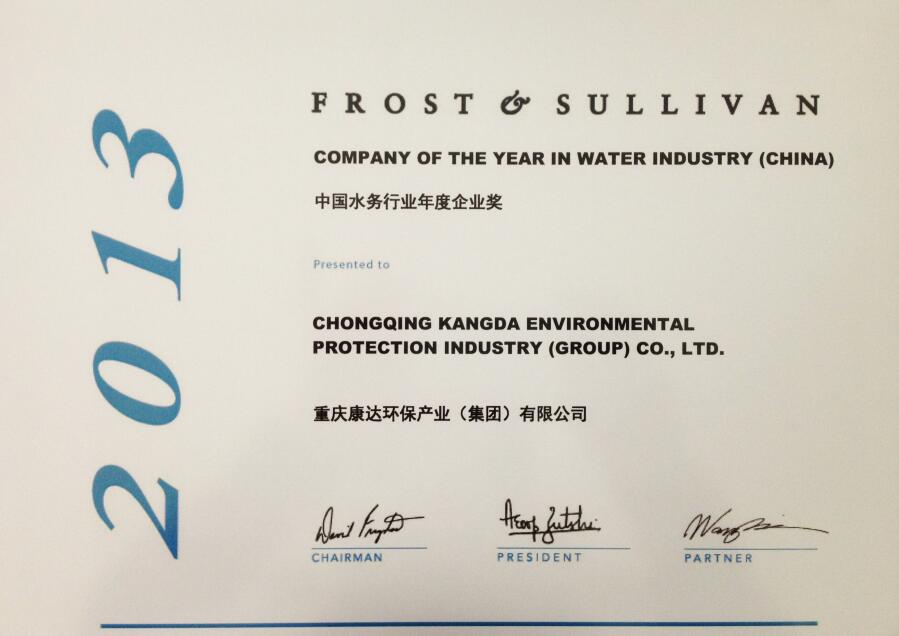 2013
FROST & SULLIVAN
COMPANY OF THE YEAR IN WATER INDUSTRY (CHINA)
中国水务行业年度企业奖
Presented to
CHONGQING KANGDA ENVIRONMENTAL
PROTECTION INDUSTRY (GROUP) CO., LTD.
重庆康达环保产业（集团）有限公司
CHAIRMAN
PRESIDENT
PARTNER